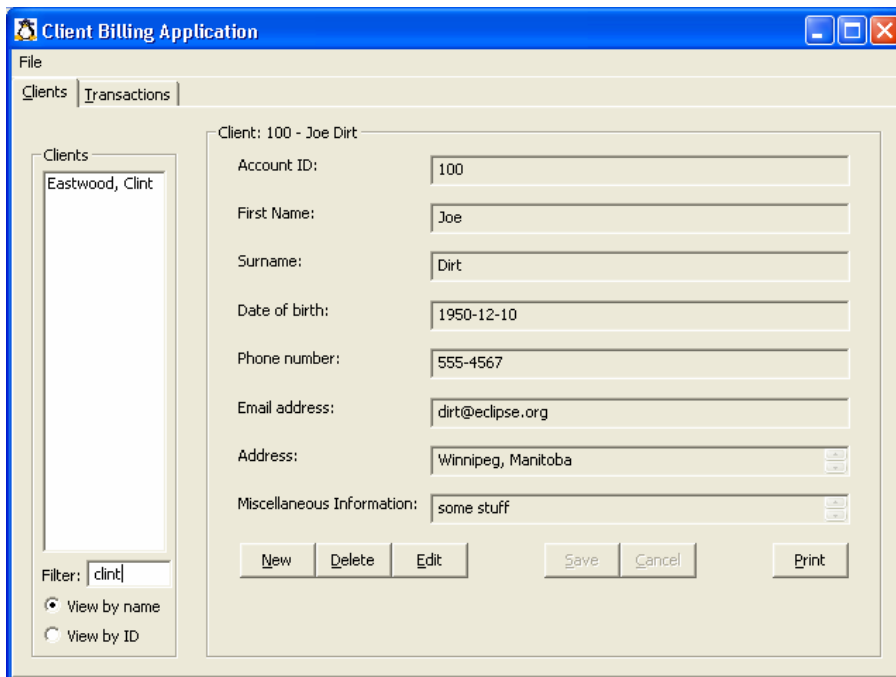 Client Billing Application
File
Clients Transactions
Clients
Eastwood, Clint
Filter: clint
View by name
View by ID
Client: 100 - Joe Dirt
Account ID: 100
First Name: Joe
Surname: Dirt
Date of birth: 1950-12-10
Phone number: 555-4567
Email address: dirt@eclipse.org
Address: Winnipeg, Manitoba
Miscellaneous Information: some stuff
New Delete Edit Save Cancel Print